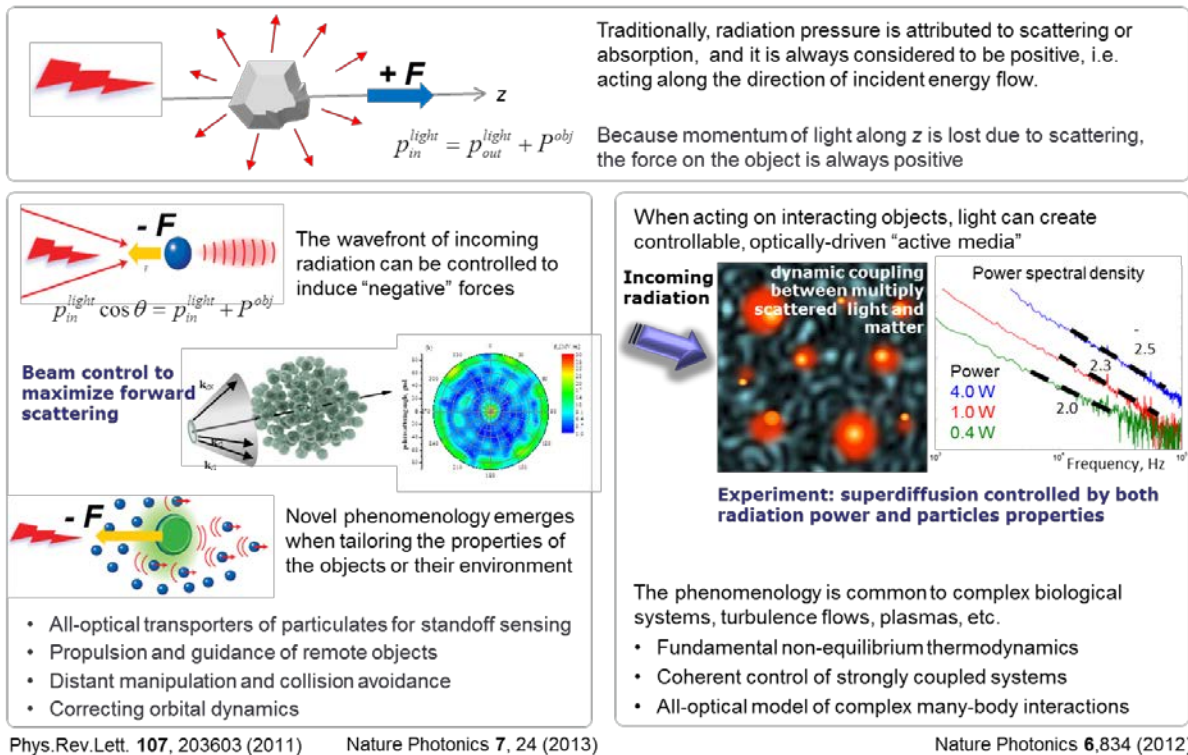 Traditionally, radiation pressure is attributed to scattering or
absorption, and it is always considered to be positive, i.e.
acting along the direction of incident energy flow.
+ F
z
p_in^light = p_out^light + P^obj
Because momentum of light along z is lost due to scattering,
the force on the object is always positive
- F
The wavefront of incoming
radiation can be controlled to
induce “negative” forces
p_in^light cos θ = p_in^light + P^obj
Beam control to
maximize forward
scattering
- F
Novel phenomenology emerges
when tailoring the properties of
the objects or their environment
• All-optical transporters of particulates for standoff sensing
• Propulsion and guidance of remote objects
• Distant manipulation and collision avoidance
• Correcting orbital dynamics
When acting on interacting objects, light can create
controllable, optically-driven “active media”
Incoming
radiation
dynamic coupling
between multiply
scattered light and
matter
Power spectral density
-
2.5
2.3
2.0
Power
4.0 W
1.0 W
0.4 W
Frequency, Hz
Experiment: superdiffusion controlled by both
radiation power and particles properties
The phenomenology is common to complex biological
systems, turbulence flows, plasmas, etc.
• Fundamental non-equilibrium thermodynamics
• Coherent control of strongly coupled systems
• All-optical model of complex many-body interactions
Phys.Rev.Lett. 107, 203603 (2011)
Nature Photonics 7, 24 (2013)
Nature Photonics 6,834 (2012)